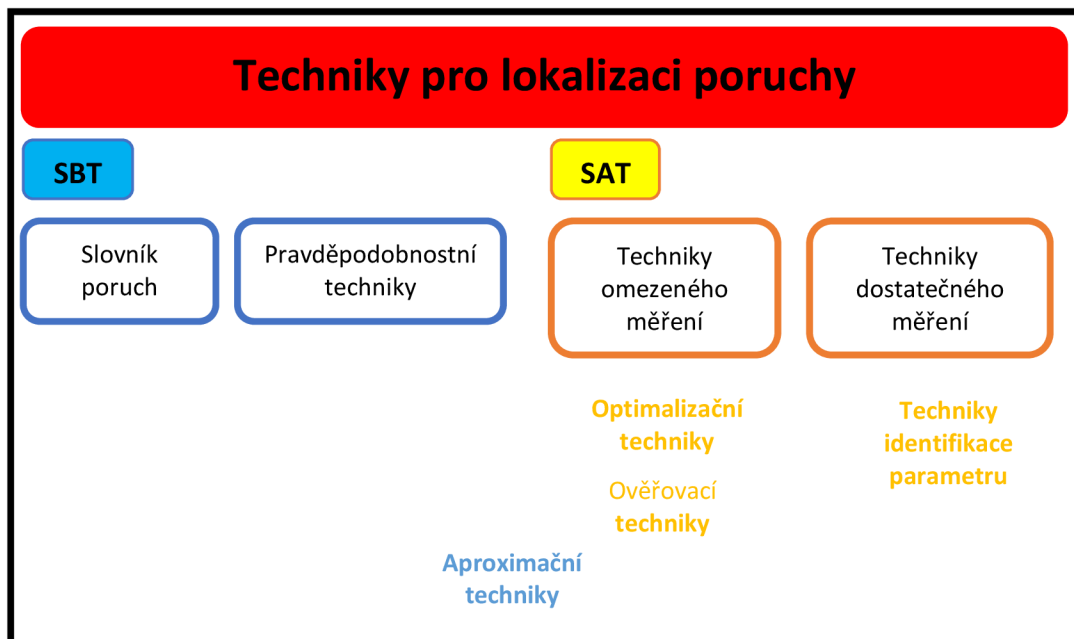 Techniky pro lokalizaci poruchy
SBT
SAT
Slovník
poruch
Pravděpodobnostní
techniky
Techniky
omezeného
měření
Techniky
dostatečného
měření
Optimalizační
techniky
Techniky
identifikace
parametru
Ověřovací
techniky
Aproximační
techniky